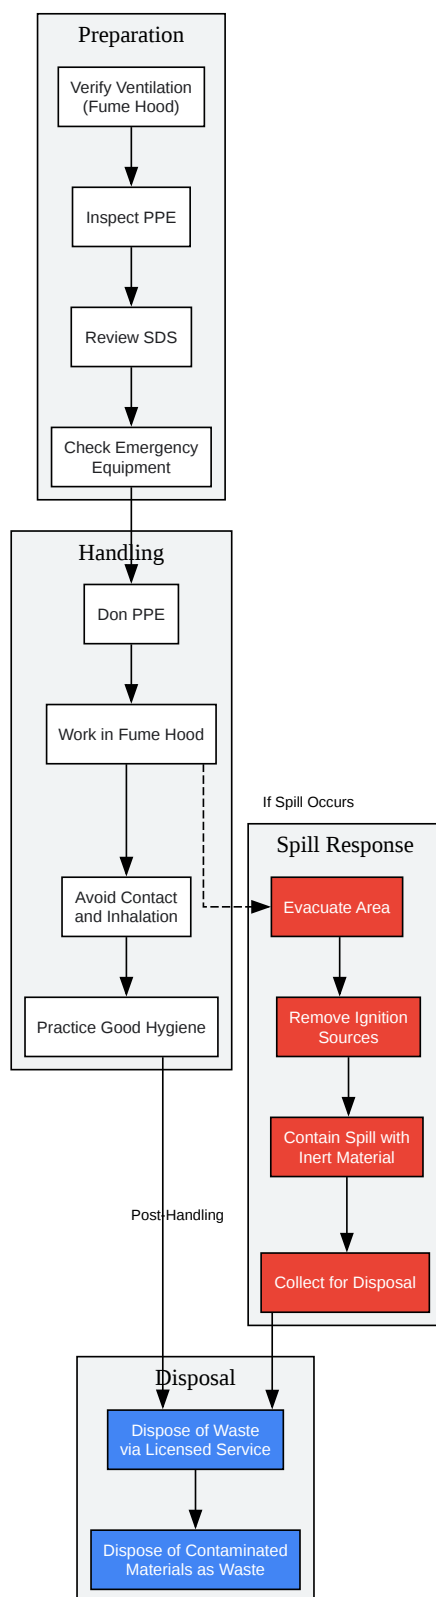 Preparation
Verify Ventilation
(Fume Hood)
Inspect PPE
Review SDS
Check Emergency
Equipment
Handling
Don PPE
Work in Fume Hood
If Spill Occurs
Spill Response
Avoid Contact
and Inhalation
Evacuate Area
Practice Good Hygiene
Remove Ignition
Sources
Contain Spill with
Inert Material
Post-Handling
Collect for Disposal
Disposal
Dispose of Waste
via Licensed Service
Dispose of Contaminated
Materials as Waste